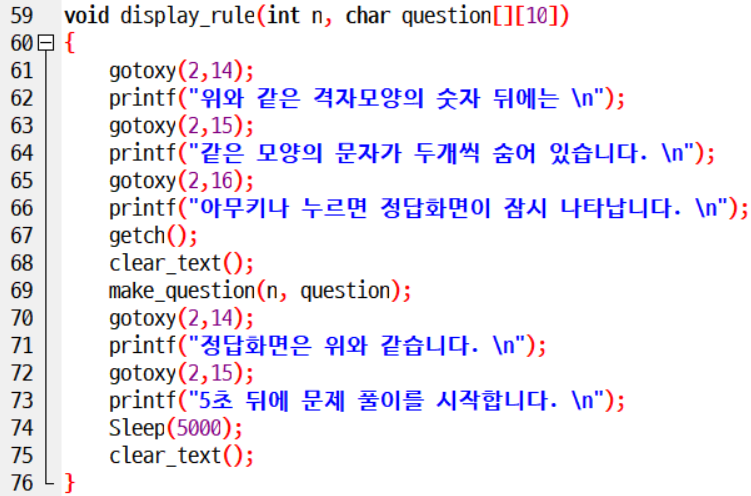 59 void display_rule(int n, char question[][10])
60 {
61 gotoxy(2,14);
62 printf("위와 같은 격자모양의 숫자 뒤에는 \n");
63 gotoxy(2,15);
64 printf("같은 모양의 문자가 두개씩 숨어 있습니다. \n");
65 gotoxy(2,16);
66 printf("아무키나 누르면 정답화면이 잠시 나타납니다. \n");
67 getch();
68 clear_text();
69 make_question(n, question);
70 gotoxy(2,14);
71 printf("정답화면은 위와 같습니다. \n");
72 gotoxy(2,15);
73 printf("5초 뒤에 문제 풀이를 시작합니다. \n");
74 Sleep(5000);
75 clear_text();
76 }